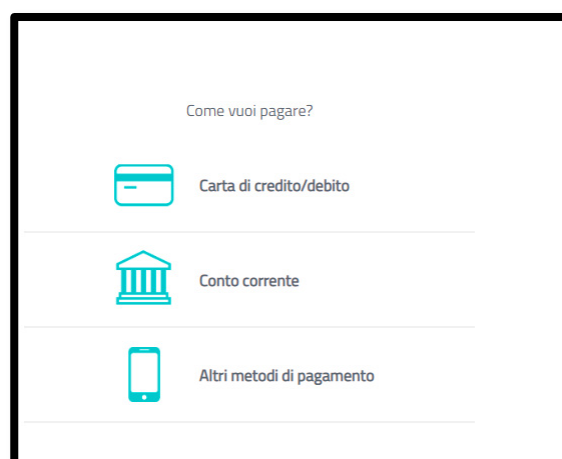 Come vuoi pagare?
Carta di credito/debito
Conto corrente
Altri metodi di pagamento